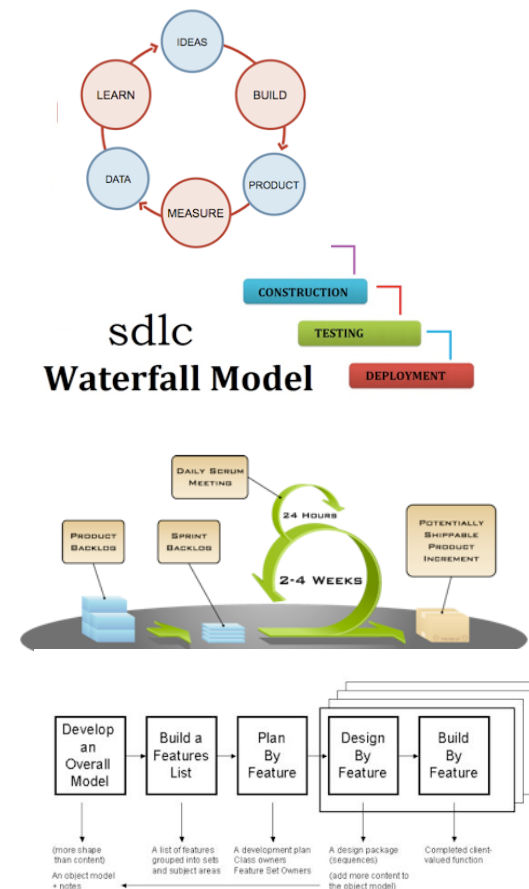 IDEAS
LEARN
BUILD
DATA
PRODUCT
MEASURE
CONSTRUCTION
TESTING
DEPLOYMENT
sdlc
Waterfall Model
DAILY SCRUM
MEETING
24 HOURS
PRODUCT
BACKLOG
SPRINT
BACKLOG
POTENTIALLY
SHIPPABLE
PRODUCT
INCREMENT
2-4 WEEKS
Develop
an
Overall
Model
Build a
Features
List
Plan
By
Feature
Design
By
Feature
Build
By
Feature
(more shape
than content)
An object model
+ notes
A list of features
grouped into sets
and subject areas
A development plan
Class owners
Feature Set Owners
A design package
(sequences)
(add more content to
the object model)
Completed client-
valued function